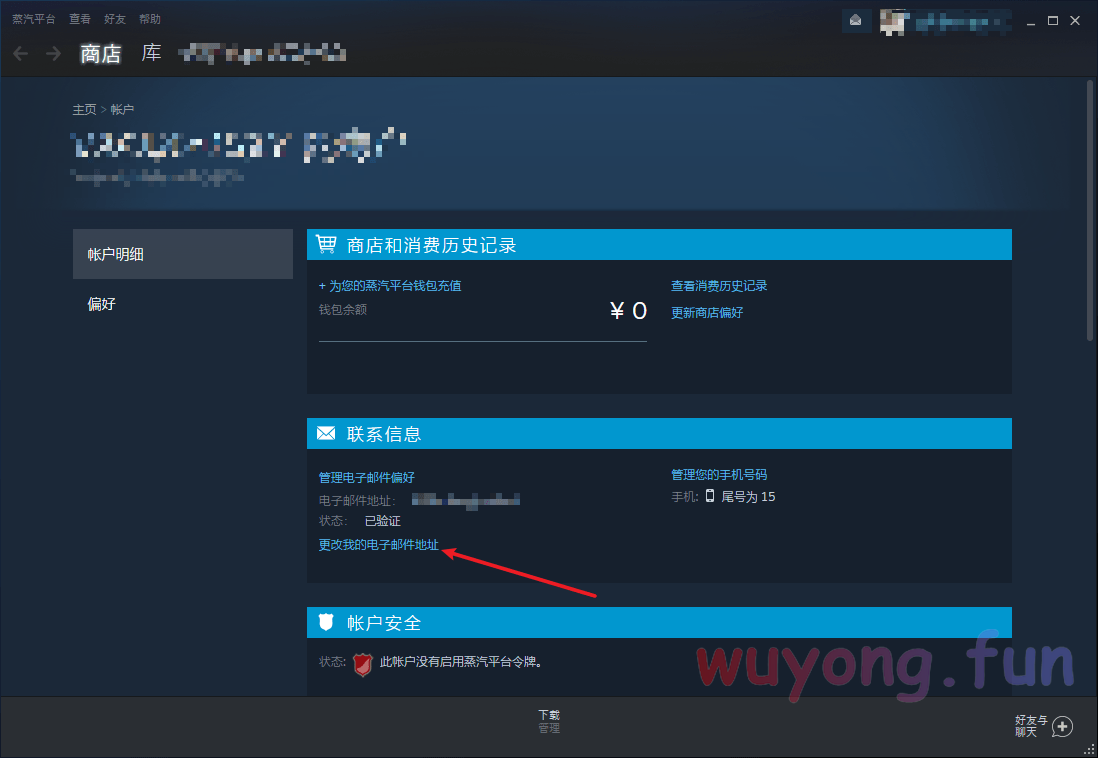 蒸汽平台 查看 好友 帮助
商店 库
主页 > 帐户
帐户明细
偏好
商店和消费历史记录
+ 为您的蒸汽平台钱包充值
钱包余额 ¥ 0
查看消费历史记录
更新商店偏好
联系信息
管理电子邮件偏好
电子邮件地址:
状态: 已验证
更改我的电子邮件地址
管理您的手机号码
手机: 尾号为 15
帐户安全
状态: 此帐户没有启用蒸汽平台令牌。
wuyong.fun
下载
管理
好友与
聊天